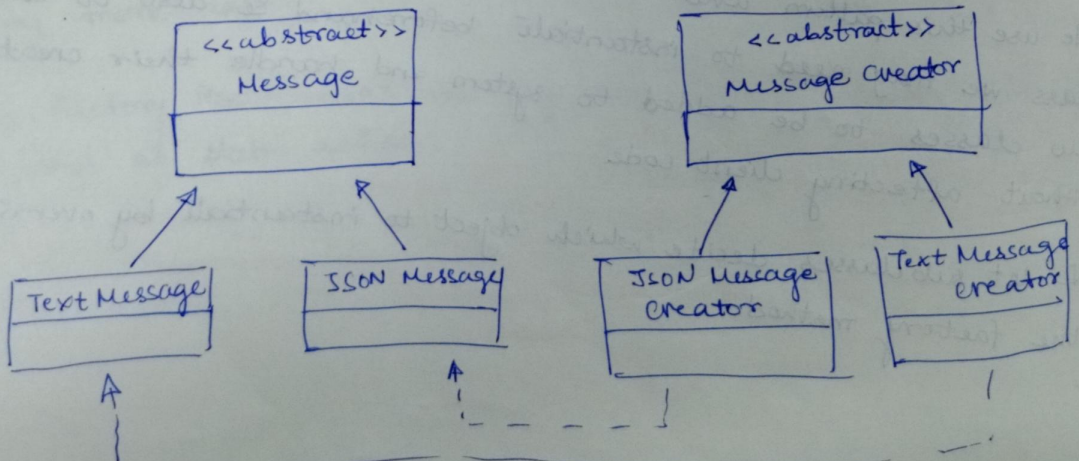 <<abstract>>
Message
<<abstract>>
Message Creator
Text Message
JSON Message
JSON Message
Creator
Text Message
Creator